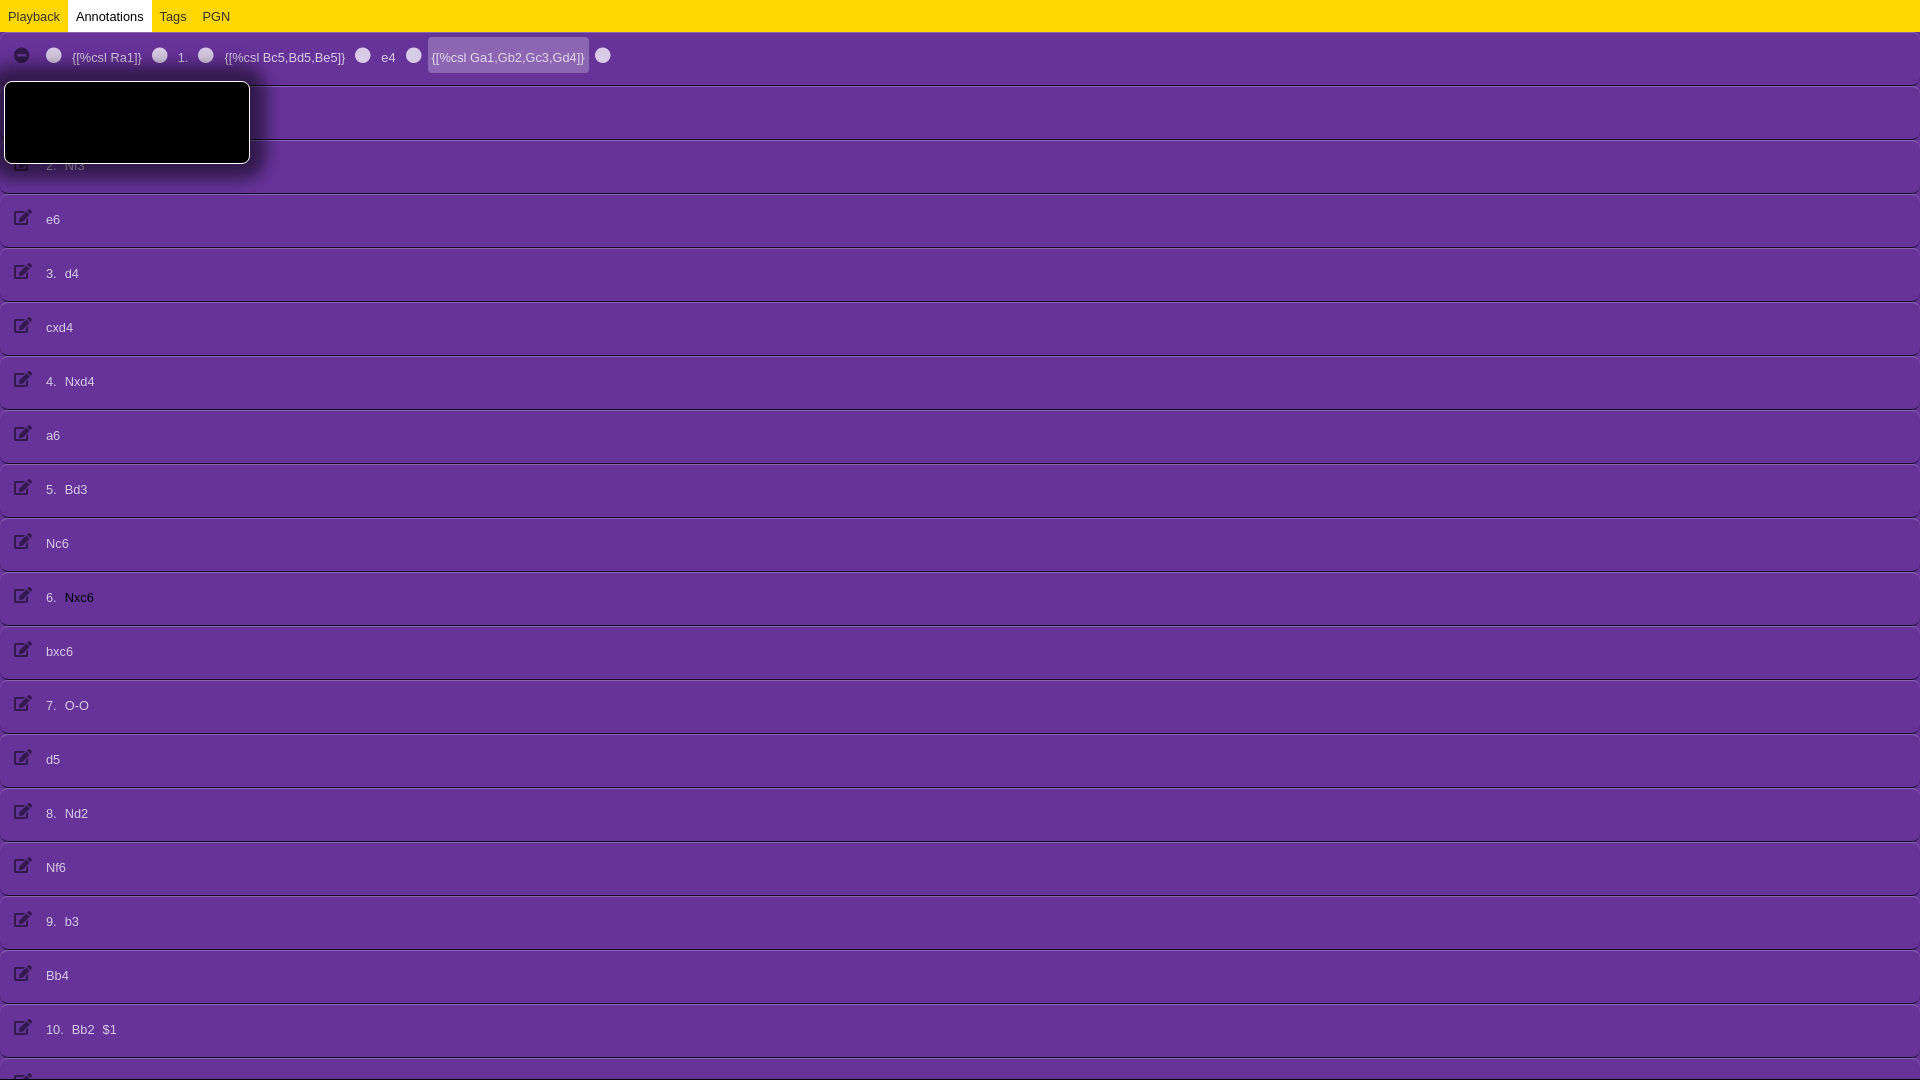 Playback Annotations Tags PGN
{[%csl Ra1]} 1. {[%csl Bc5,Bd5,Be5]} e4 {[%csl Ga1,Gb2,Gc3,Gd4]}
2. Nf3
e6
3. d4
cxd4
4. Nxd4
a6
5. Bd3
Nc6
6. Nxc6
bxc6
7. O-O
d5
8. Nd2
Nf6
9. b3
Bb4
10. Bb2 $1